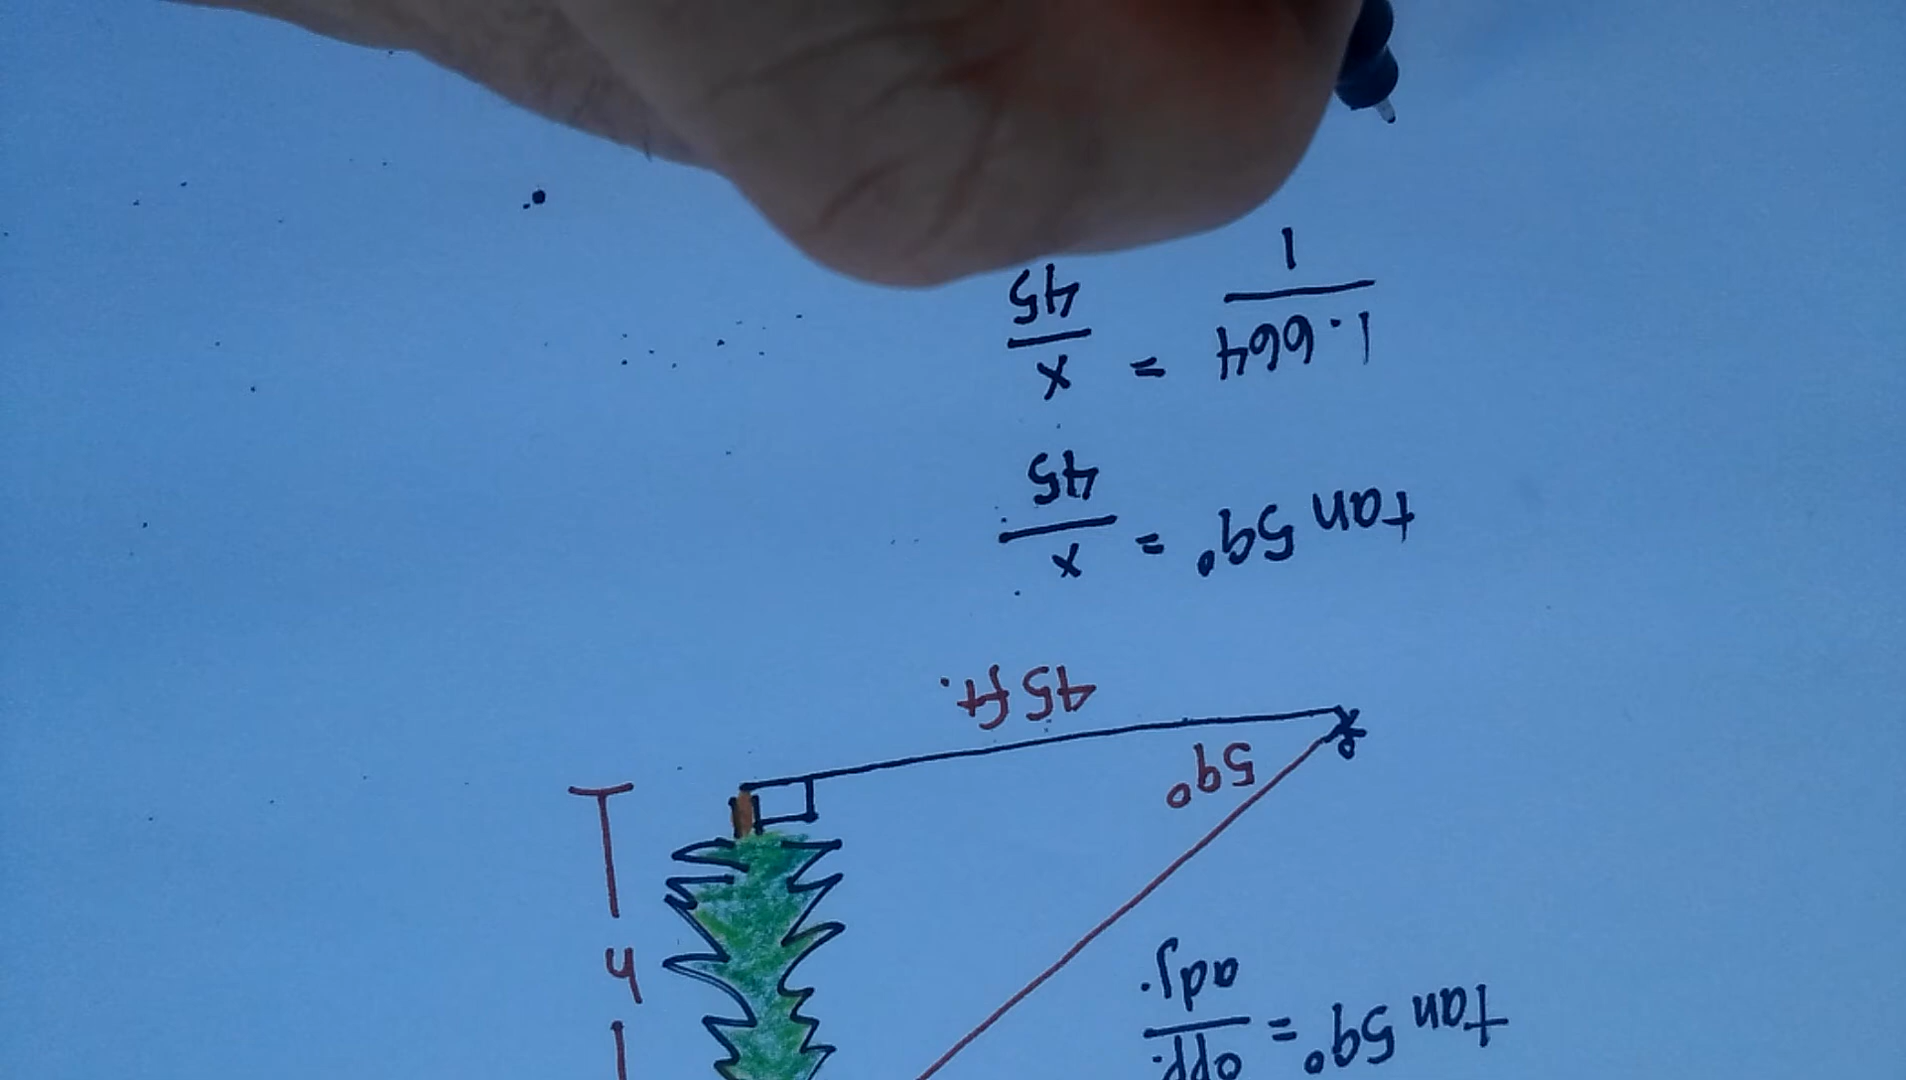 tan 59° = opp.
adj.
h
59°
45 ft.
tan 59° = x
45
1.664 = x
1 45